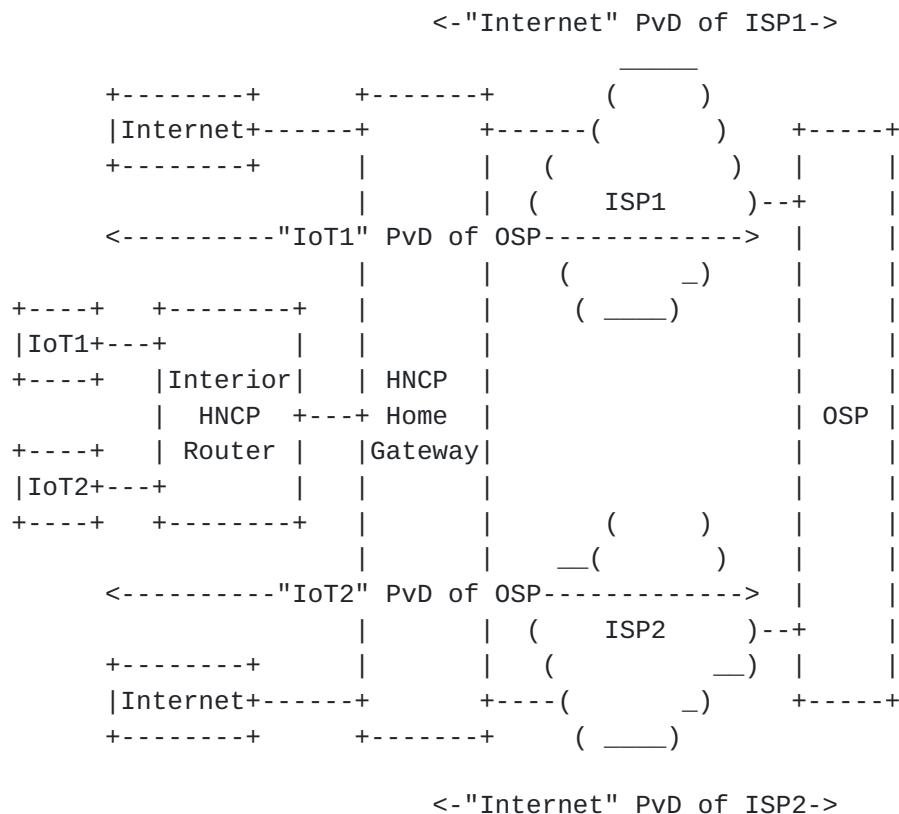 <-"Internet" PvD of ISP1->
Internet
ISP1
<----------"IoT1" PvD of OSP------------->
IoT1
Interior HNCP
HNCP Home OSP
Router Gateway
IoT2
<----------"IoT2" PvD of OSP------------->
ISP2
Internet
<-"Internet" PvD of ISP2->